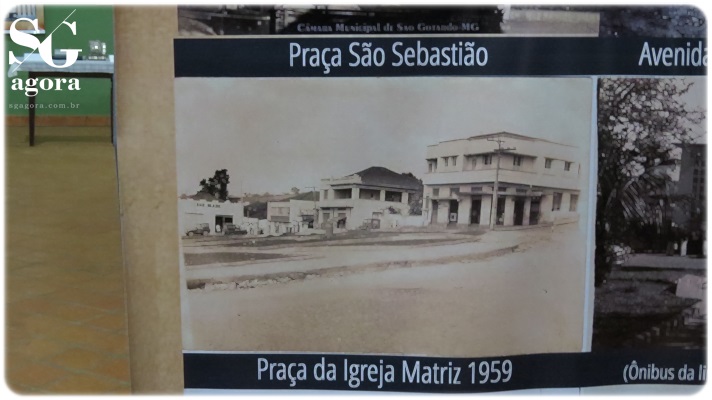 SG
agora
sgagora.com.br
Câmara Municipal de São Gotardo-MG
Praça São Sebastião
Avenida
Praça da Igreja Matriz 1959
(Ônibus da li